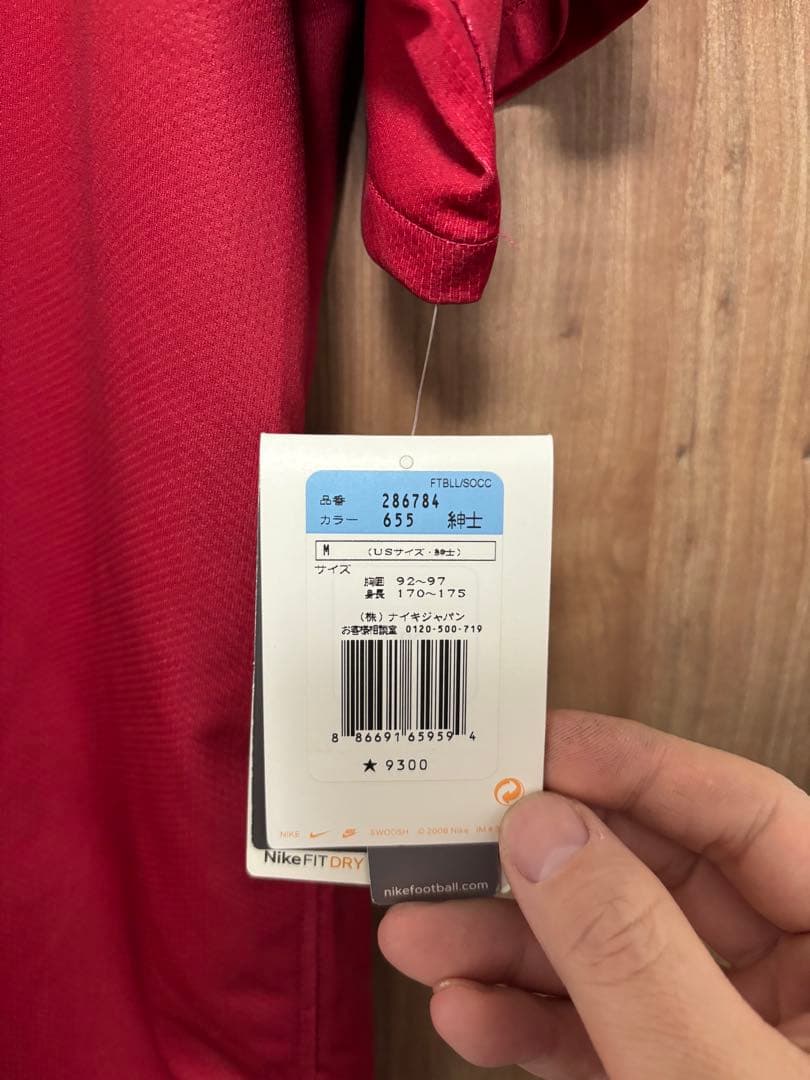 FTBLL/SOCC
品番 286784
カラー 655 紳士
M (USサイズ・紳士)
サイズ
胸囲 92～97
身長 170～175
(株)ナイキジャパン
お客様相談室 0120-500-719
8 86691 65959 4
★ 9300
NIKE SWOOSH © 2008 Nike IM#
NikeFITDRY
nikefootball.com